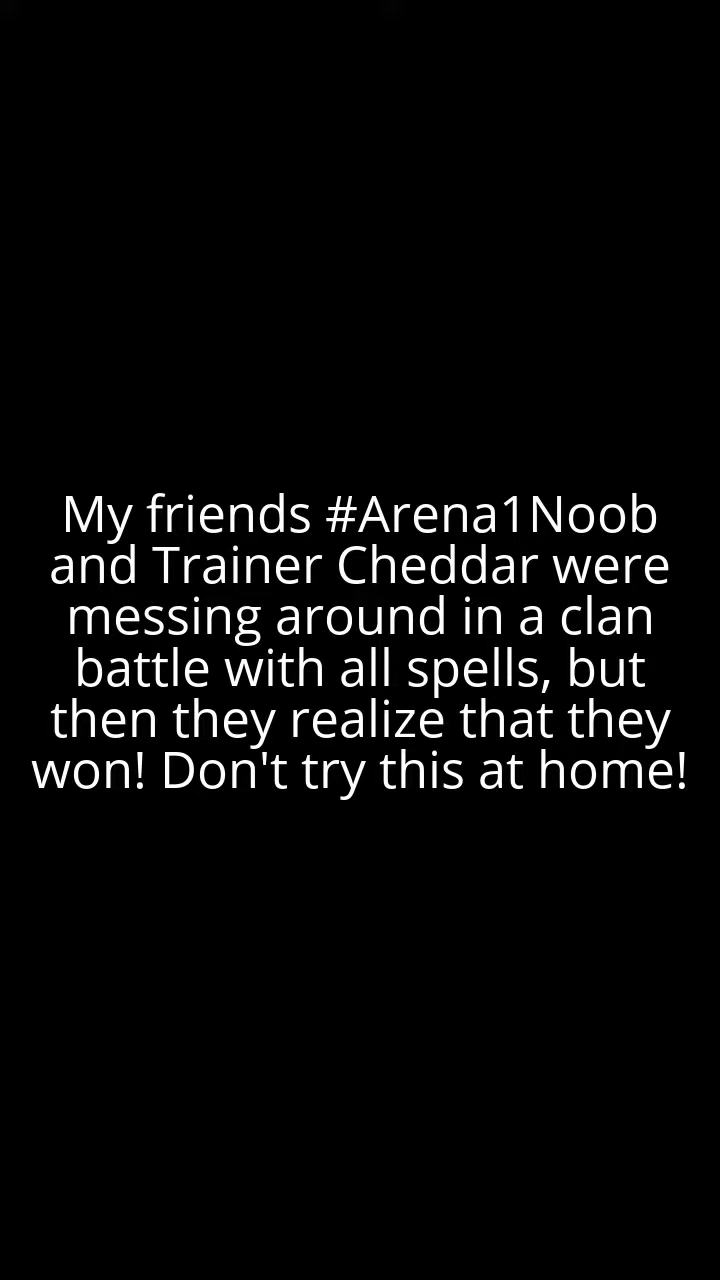 My friends #Arena1Noob
and Trainer Cheddar were
messing around in a clan
battle with all spells, but
then they realize that they
won! Don't try this at home!